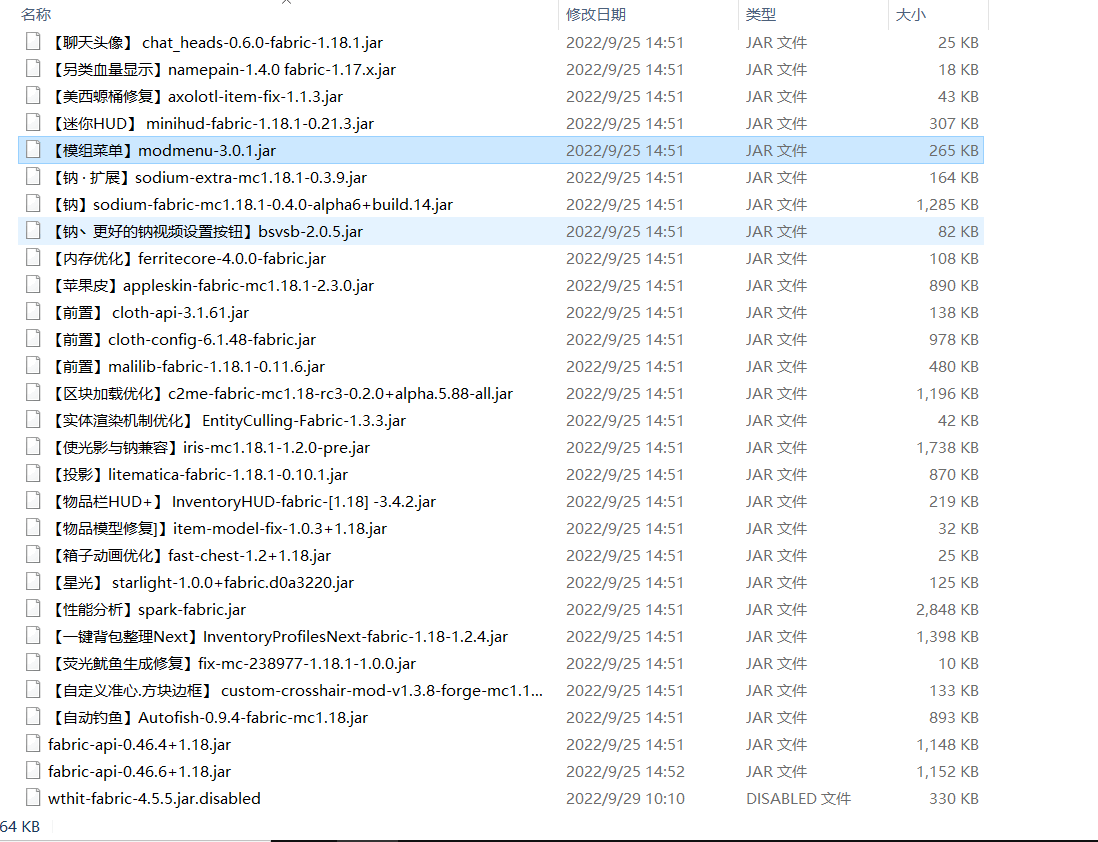 名称 修改日期 类型 大小
【聊天头像】 chat_heads-0.6.0-fabric-1.18.1.jar 2022/9/25 14:51 JAR 文件 25 KB
【另类血量显示】namepain-1.4.0 fabric-1.17.x.jar 2022/9/25 14:51 JAR 文件 18 KB
【美西螈桶修复】axolotl-item-fix-1.1.3.jar 2022/9/25 14:51 JAR 文件 43 KB
【迷你HUD】 minihud-fabric-1.18.1-0.21.3.jar 2022/9/25 14:51 JAR 文件 307 KB
【模组菜单】modmenu-3.0.1.jar 2022/9/25 14:51 JAR 文件 265 KB
【钠·扩展】sodium-extra-mc1.18.1-0.3.9.jar 2022/9/25 14:51 JAR 文件 164 KB
【钠】sodium-fabric-mc1.18.1-0.4.0-alpha6+build.14.jar 2022/9/25 14:51 JAR 文件 1,285 KB
【钠丶更好的钠视频设置按钮】bsvsb-2.0.5.jar 2022/9/25 14:51 JAR 文件 82 KB
【内存优化】ferritecore-4.0.0-fabric.jar 2022/9/25 14:51 JAR 文件 108 KB
【苹果皮】appleskin-fabric-mc1.18.1-2.3.0.jar 2022/9/25 14:51 JAR 文件 890 KB
【前置】 cloth-api-3.1.61.jar 2022/9/25 14:51 JAR 文件 138 KB
【前置】cloth-config-6.1.48-fabric.jar 2022/9/25 14:51 JAR 文件 978 KB
【前置】malilib-fabric-1.18.1-0.11.6.jar 2022/9/25 14:51 JAR 文件 480 KB
【区块加载优化】c2me-fabric-mc1.18-rc3-0.2.0+alpha.5.88-all.jar 2022/9/25 14:51 JAR 文件 1,196 KB
【实体渲染机制优化】 EntityCulling-Fabric-1.3.3.jar 2022/9/25 14:51 JAR 文件 42 KB
【使光影与钠兼容】iris-mc1.18.1-1.2.0-pre.jar 2022/9/25 14:51 JAR 文件 1,738 KB
【投影】litematica-fabric-1.18.1-0.10.1.jar 2022/9/25 14:51 JAR 文件 870 KB
【物品栏HUD+】 InventoryHUD-fabric-[1.18] -3.4.2.jar 2022/9/25 14:51 JAR 文件 219 KB
【物品模型修复]】item-model-fix-1.0.3+1.18.jar 2022/9/25 14:51 JAR 文件 32 KB
【箱子动画优化】fast-chest-1.2+1.18.jar 2022/9/25 14:51 JAR 文件 25 KB
【星光】 starlight-1.0.0+fabric.d0a3220.jar 2022/9/25 14:51 JAR 文件 125 KB
【性能分析】spark-fabric.jar 2022/9/25 14:51 JAR 文件 2,848 KB
【一键背包整理Next】InventoryProfilesNext-fabric-1.18-1.2.4.jar 2022/9/25 14:51 JAR 文件 1,398 KB
【荧光鱿鱼生成修复】fix-mc-238977-1.18.1-1.0.0.jar 2022/9/25 14:51 JAR 文件 10 KB
【自定义准心.方块边框】 custom-crosshair-mod-v1.3.8-forge-mc1.1... 2022/9/25 14:51 JAR 文件 133 KB
【自动钓鱼】Autofish-0.9.4-fabric-mc1.18.jar 2022/9/25 14:51 JAR 文件 893 KB
fabric-api-0.46.4+1.18.jar 2022/9/25 14:51 JAR 文件 1,148 KB
fabric-api-0.46.6+1.18.jar 2022/9/25 14:52 JAR 文件 1,152 KB
wthit-fabric-4.5.5.jar.disabled 2022/9/29 10:10 DISABLED 文件 330 KB
64 KB